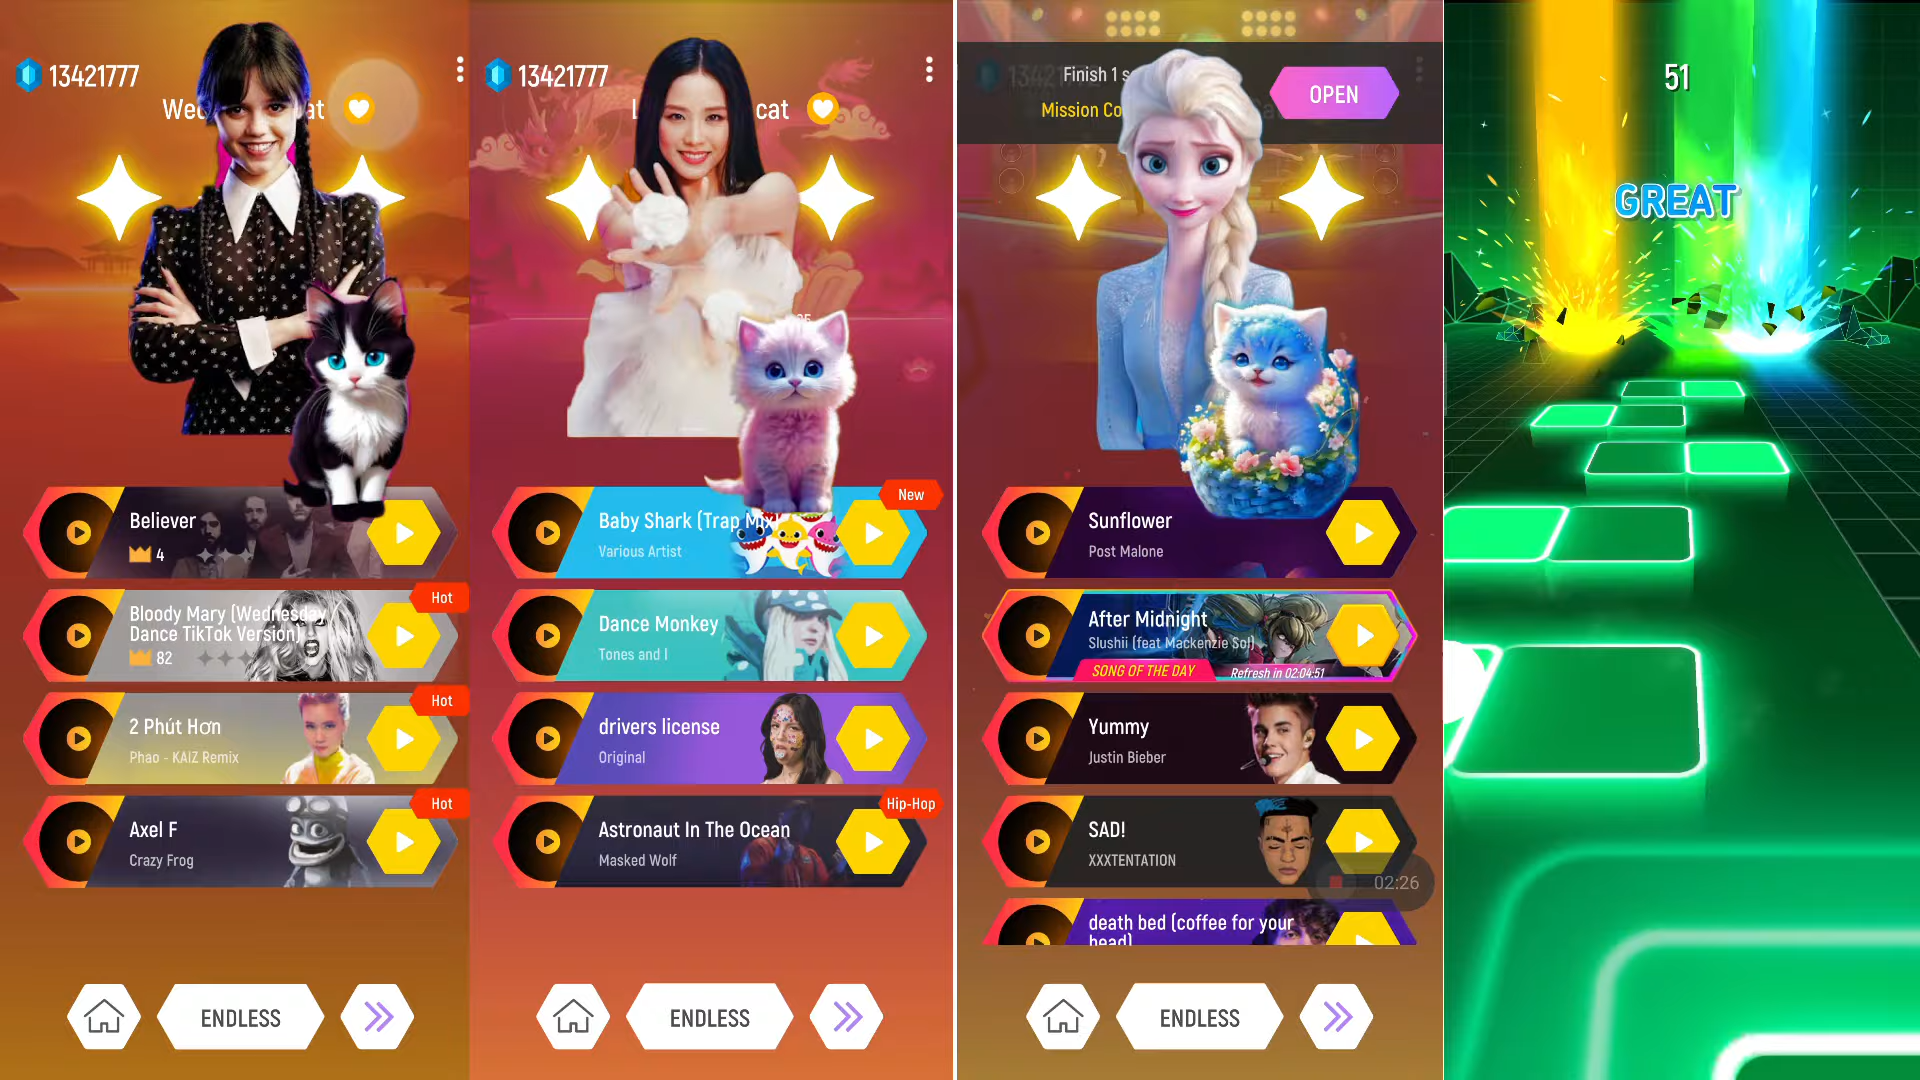 13421777
at
Believer
4
Hot
Bloody Mary (Wednesday
Dance TikTok Version)
82
Hot
2 Phút Hơn
Phao - KAIZ Remix
Hot
Axel F
Crazy Frog
ENDLESS
13421777
cat
New
Baby Shark (Trap Mix)
Various Artist
Dance Monkey
Tones and I
drivers license
Original
Hip-Hop
Astronaut In The Ocean
Masked Wolf
ENDLESS
Finish 1 s
Mission Co
OPEN
Sunflower
Post Malone
After Midnight
Slushii (feat Mackenzie Sol)
SONG OF THE DAY
Refresh in 02:04:51
Yummy
Justin Bieber
SAD!
XXXTENTATION
02:26
death bed (coffee for your
head)
ENDLESS
51
GREAT